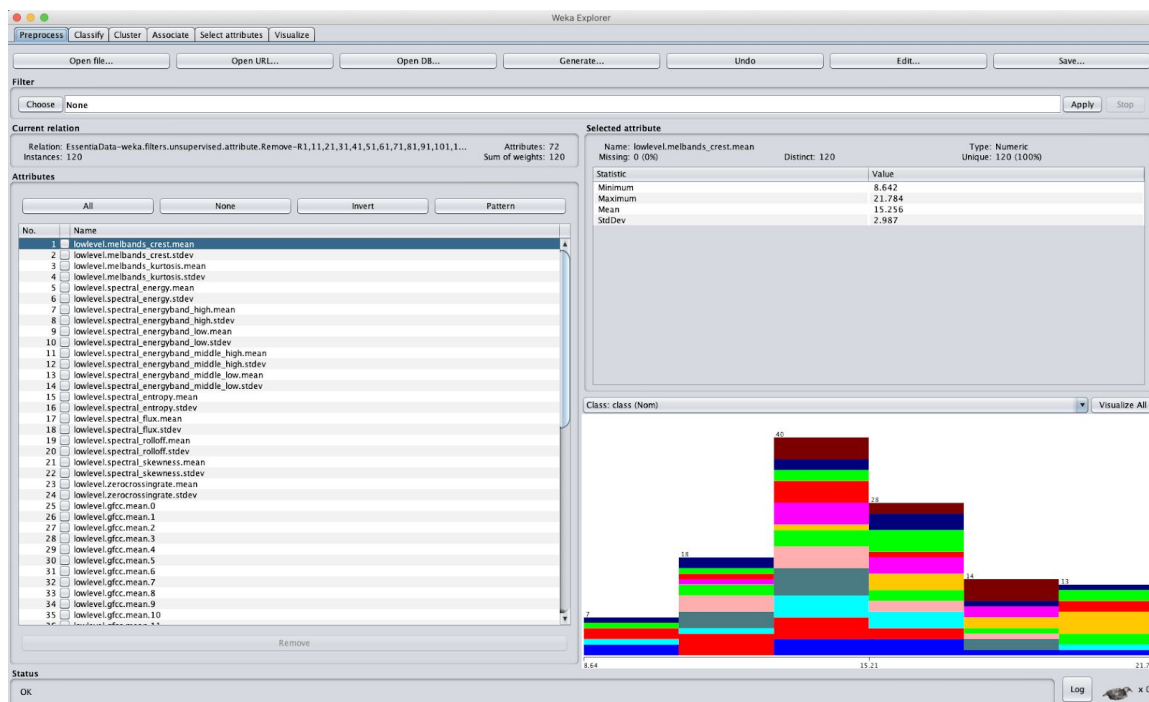 Weka Explorer
Preprocess Classify Cluster Associate Select attributes Visualize
Open file... Open URL... Open DB... Generate... Undo Edit... Save...
Filter
Choose None Apply Stop
Current relation
Relation: EssentiaData-weka.filters.unsupervised.attribute.Remove-R1,11,21,31,41,51,61,71,81,91,101,1... Attributes: 72
Instances: 120 Sum of weights: 120
Attributes
All None Invert Pattern
No. Name
1 lowlevel.melbands_crest.mean
2 lowlevel.melbands_crest.stdev
3 lowlevel.melbands_kurtosis.mean
4 lowlevel.melbands_kurtosis.stdev
5 lowlevel.spectral_energy.mean
6 lowlevel.spectral_energy.stdev
7 lowlevel.spectral_energyband_high.mean
8 lowlevel.spectral_energyband_high.stdev
9 lowlevel.spectral_energyband_low.mean
10 lowlevel.spectral_energyband_low.stdev
11 lowlevel.spectral_energyband_middle_high.mean
12 lowlevel.spectral_energyband_middle_high.stdev
13 lowlevel.spectral_energyband_middle_low.mean
14 lowlevel.spectral_energyband_middle_low.stdev
15 lowlevel.spectral_entropy.mean
16 lowlevel.spectral_entropy.stdev
17 lowlevel.spectral_flux.mean
18 lowlevel.spectral_flux.stdev
19 lowlevel.spectral_rolloff.mean
20 lowlevel.spectral_rolloff.stdev
21 lowlevel.spectral_skewness.mean
22 lowlevel.spectral_skewness.stdev
23 lowlevel.zerocrossingrate.mean
24 lowlevel.zerocrossingrate.stdev
25 lowlevel.gfcc.mean.0
26 lowlevel.gfcc.mean.1
27 lowlevel.gfcc.mean.2
28 lowlevel.gfcc.mean.3
29 lowlevel.gfcc.mean.4
30 lowlevel.gfcc.mean.5
31 lowlevel.gfcc.mean.6
32 lowlevel.gfcc.mean.7
33 lowlevel.gfcc.mean.8
34 lowlevel.gfcc.mean.9
35 lowlevel.gfcc.mean.10
Remove
Selected attribute
Name: lowlevel.melbands_crest.mean Type: Numeric
Missing: 0 (0%) Distinct: 120 Unique: 120 (100%)
Statistic Value
Minimum 8.642
Maximum 21.784
Mean 15.256
StdDev 2.987
Class: class (Nom) Visualize All
7 18 40 28 14 13
8.64 15.21 21.7
Status
OK Log x 0